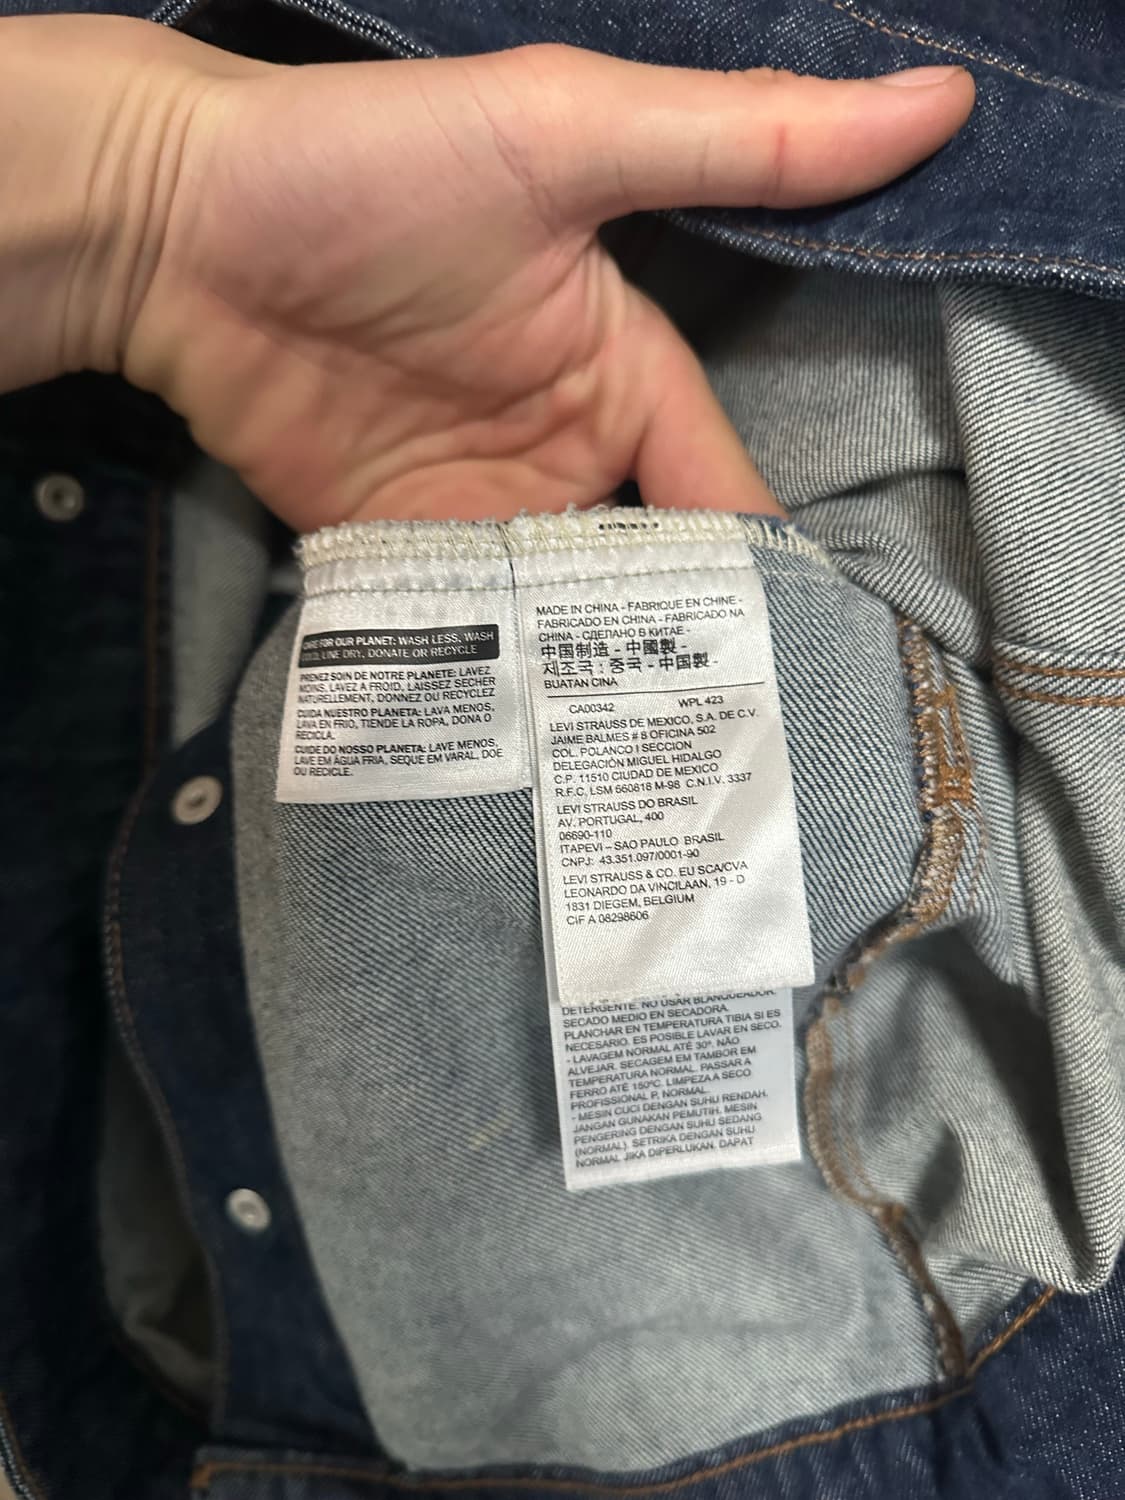 CARE FOR OUR PLANET: WASH LESS, WASH
COLD, LINE DRY, DONATE OR RECYCLE
PRENEZ SOIN DE NOTRE PLANETE: LAVEZ
MOINS, LAVEZ A FROID, LAISSEZ SECHER
NATURELLEMENT, DONNEZ OU RECYCLEZ
CUIDA NUESTRO PLANETA: LAVA MENOS,
LAVA EN FRIO, TIENDE LA ROPA, DONA O
RECICLA.
CUIDE DO NOSSO PLANETA: LAVE MENOS,
LAVE EM ÁGUA FRIA, SEQUE EM VARAL, DOE
OU RECICLE.
MADE IN CHINA - FABRIQUE EN CHINE -
FABRICADO EN CHINA - FABRICADO NA
CHINA - СДЕЛАНО В КИТАЕ -
中国制造 - 中國製 -
제조국 : 중국 - 中国製 -
BUATAN CINA
CA00342 WPL 423
LEVI STRAUSS DE MEXICO, S.A. DE C.V.
JAIME BALMES # 8 OFICINA 502
COL. POLANCO I SECCION
DELEGACIÓN MIGUEL HIDALGO
C.P. 11510 CIUDAD DE MEXICO
R.F.C. LSM 660818 M-98 C.N.I.V. 3337
LEVI STRAUSS DO BRASIL
AV. PORTUGAL, 400
06690-110
ITAPEVI – SAO PAULO BRASIL
CNPJ: 43.351.097/0001-90
LEVI STRAUSS & CO. EU SCA/CVA
LEONARDO DA VINCILAAN, 19 - D
1831 DIEGEM, BELGIUM
CIF A 08298606
DETERGENTE. NO USAR BLANQUEADOR.
SECADO MEDIO EN SECADORA.
PLANCHAR EN TEMPERATURA TIBIA SI ES
NECESARIO. ES POSIBLE LAVAR EN SECO.
- LAVAGEM NORMAL ATÉ 30º. NÃO
ALVEJAR. SECAGEM EM TAMBOR EM
TEMPERATURA NORMAL. PASSAR A
FERRO ATÉ 150ºC. LIMPEZA A SECO
PROFISSIONAL P, NORMAL.
- MESIN CUCI DENGAN SUHU RENDAH.
JANGAN GUNAKAN PEMUTIH. MESIN
PENGERING DENGAN SUHU SEDANG
(NORMAL). SETRIKA DENGAN SUHU
NORMAL JIKA DIPERLUKAN. DAPAT